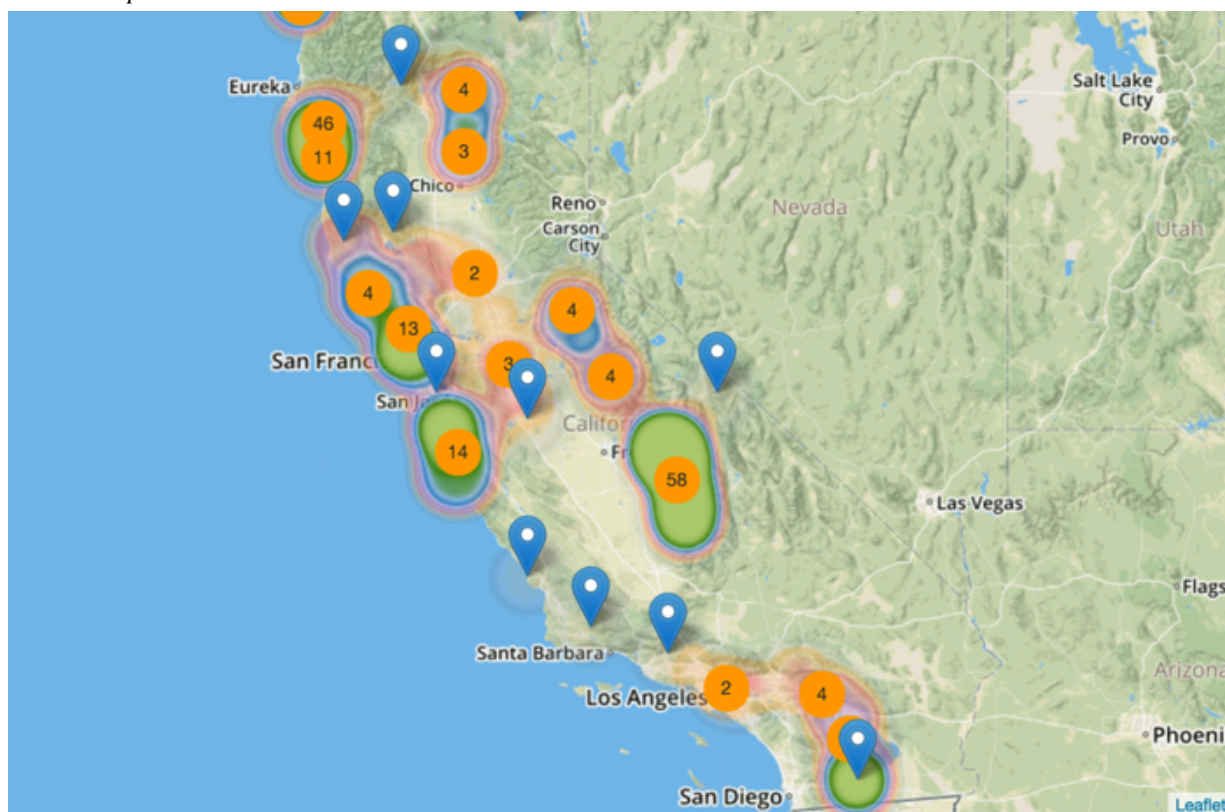 Eureka
4
Salt Lake
City
46
Provo
11
3
Chico
Reno
Nevada
Carson
City
Utah
2
4
4
13
San Franc
3
4
San
Califor
14
Fr
58
Las Vegas
Flags
Santa Barbara
Arizona
Los Angeles
2
4
Phoeni
San Diego
Leaflet